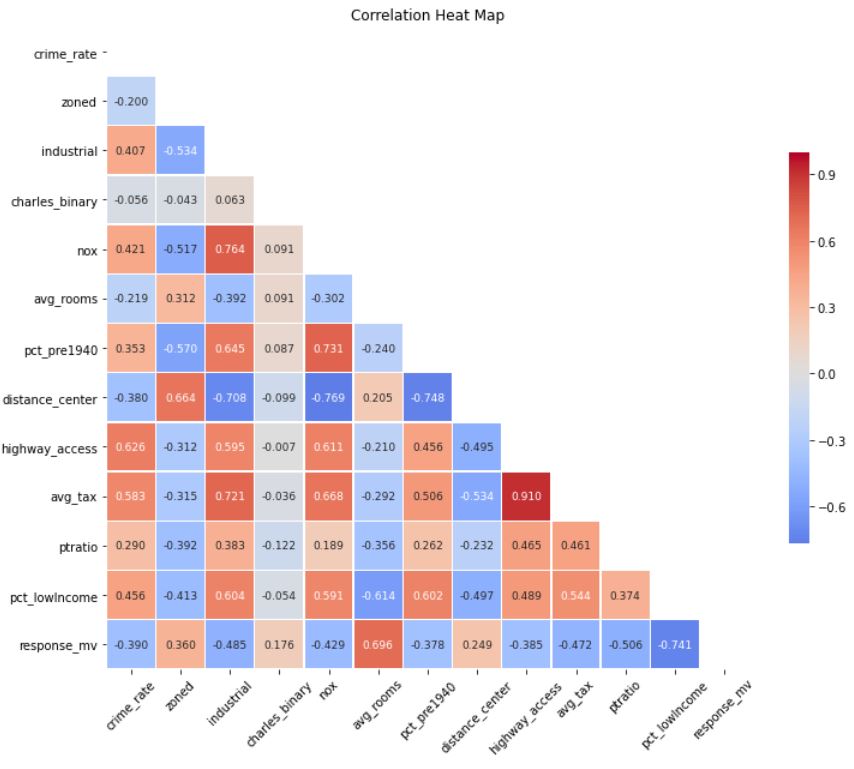 Correlation Heat Map
crime_rate
zoned -0.200
industrial 0.407 -0.534
charles_binary -0.056 -0.043 0.063
nox 0.421 -0.517 0.764 0.091
avg_rooms -0.219 0.312 -0.392 0.091 -0.302
pct_pre1940 0.353 -0.570 0.645 0.087 0.731 -0.240
distance_center -0.380 0.664 -0.708 -0.099 -0.769 0.205 -0.748
highway_access 0.626 -0.312 0.595 -0.007 0.611 -0.210 0.456 -0.495
avg_tax 0.583 -0.315 0.721 -0.036 0.668 -0.292 0.506 -0.534 0.910
ptratio 0.290 -0.392 0.383 -0.122 0.189 -0.356 0.262 -0.232 0.465 0.461
pct_lowIncome 0.456 -0.413 0.604 -0.054 0.591 -0.614 0.602 -0.497 0.489 0.544 0.374
response_mv -0.390 0.360 -0.485 0.176 -0.429 0.696 -0.378 0.249 -0.385 -0.472 -0.506 -0.741
crime_rate zoned industrial charles_binary nox avg_rooms pct_pre1940 distance_center highway_access avg_tax ptratio pct_lowIncome response_mv
0.9
0.6
0.3
0.0
-0.3
-0.6